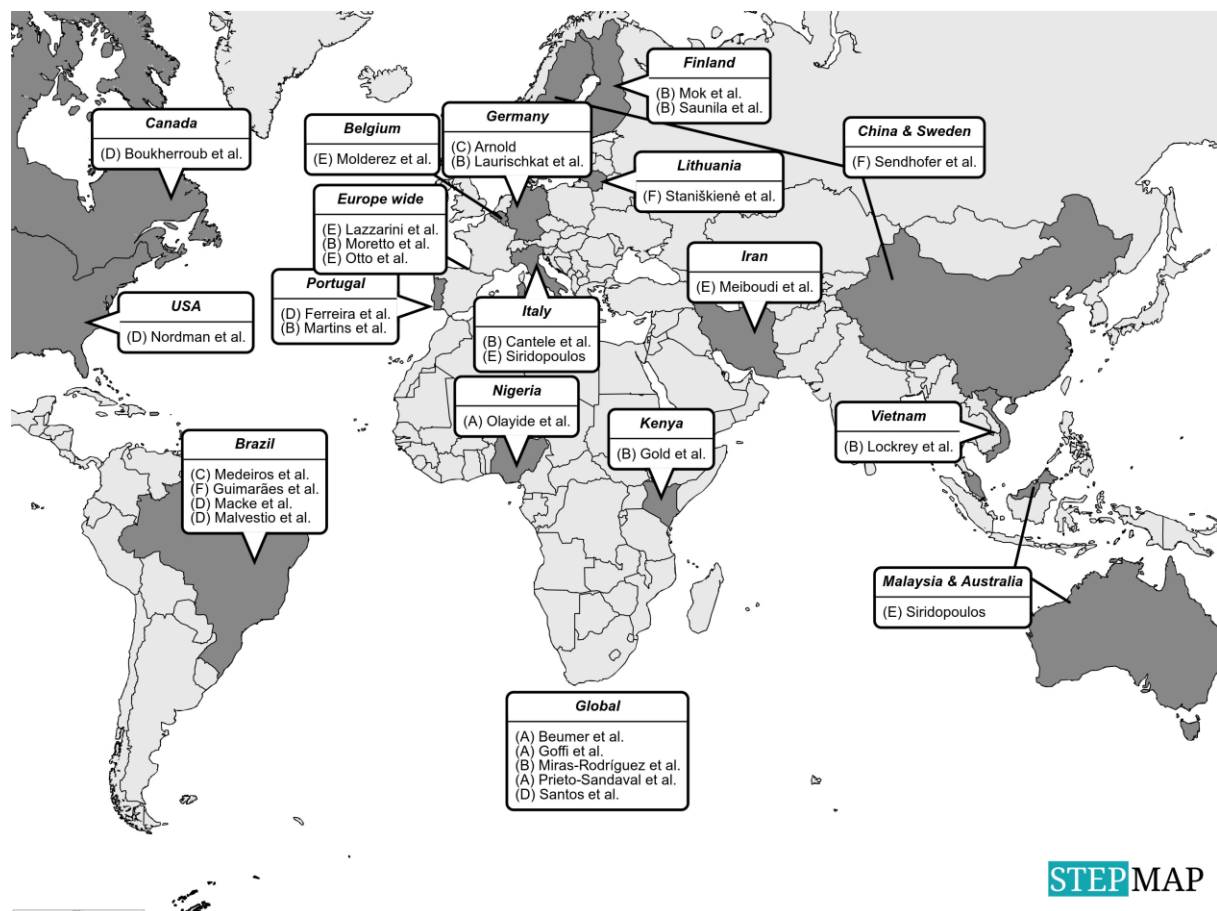 Finland
(B) Mok et al.
(B) Saunila et al.
Canada
(D) Boukherroub et al.
Belgium
(E) Molderez et al.
Germany
(C) Arnold
(B) Laurischkat et al.
China & Sweden
(F) Sendhofer et al.
Lithuania
(F) Staniškienė et al.
Europe wide
(E) Lazzarini et al.
(B) Moretto et al.
(E) Otto et al.
Iran
(E) Meiboudi et al.
Portugal
(D) Ferreira et al.
(B) Martins et al.
USA
(D) Nordman et al.
Italy
(B) Cantele et al.
(E) Siridopoulos
Nigeria
(A) Olayide et al.
Kenya
(B) Gold et al.
Vietnam
(B) Lockrey et al.
Brazil
(C) Medeiros et al.
(F) Guimarães et al.
(D) Macke et al.
(D) Malvestio et al.
Malaysia & Australia
(E) Siridopoulos
Global
(A) Beumer et al.
(A) Goffi et al.
(B) Miras-Rodríguez et al.
(A) Prieto-Sandaval et al.
(D) Santos et al.
STEPMAP